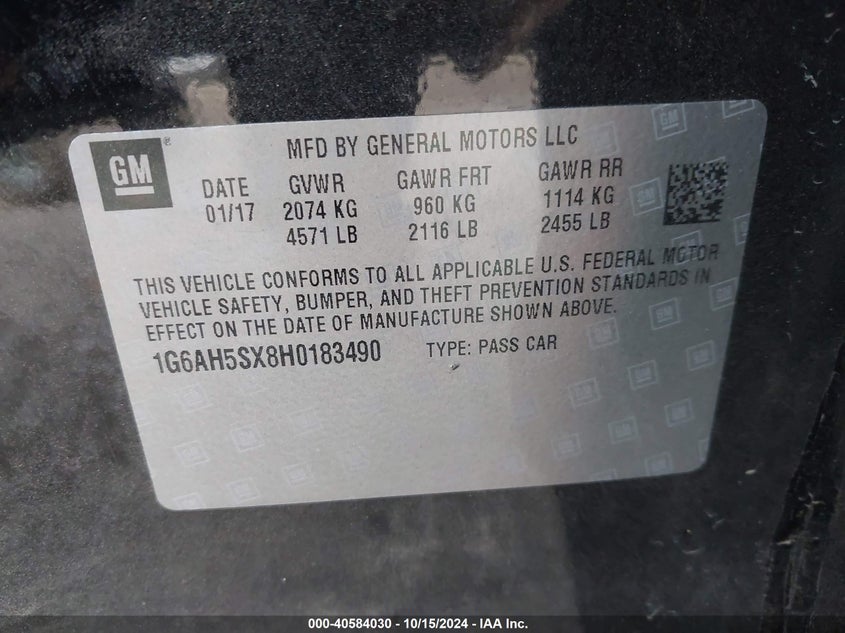 GM ® MFD BY GENERAL MOTORS LLC
DATE GVWR GAWR FRT GAWR RR
01/17 2074 KG 960 KG 1114 KG
4571 LB 2116 LB 2455 LB
THIS VEHICLE CONFORMS TO ALL APPLICABLE U.S. FEDERAL MOTOR
VEHICLE SAFETY, BUMPER, AND THEFT PREVENTION STANDARDS IN
EFFECT ON THE DATE OF MANUFACTURE SHOWN ABOVE.
1G6AH5SX8H0183490 TYPE: PASS CAR
000-40584030 - 10/15/2024 - IAA Inc.